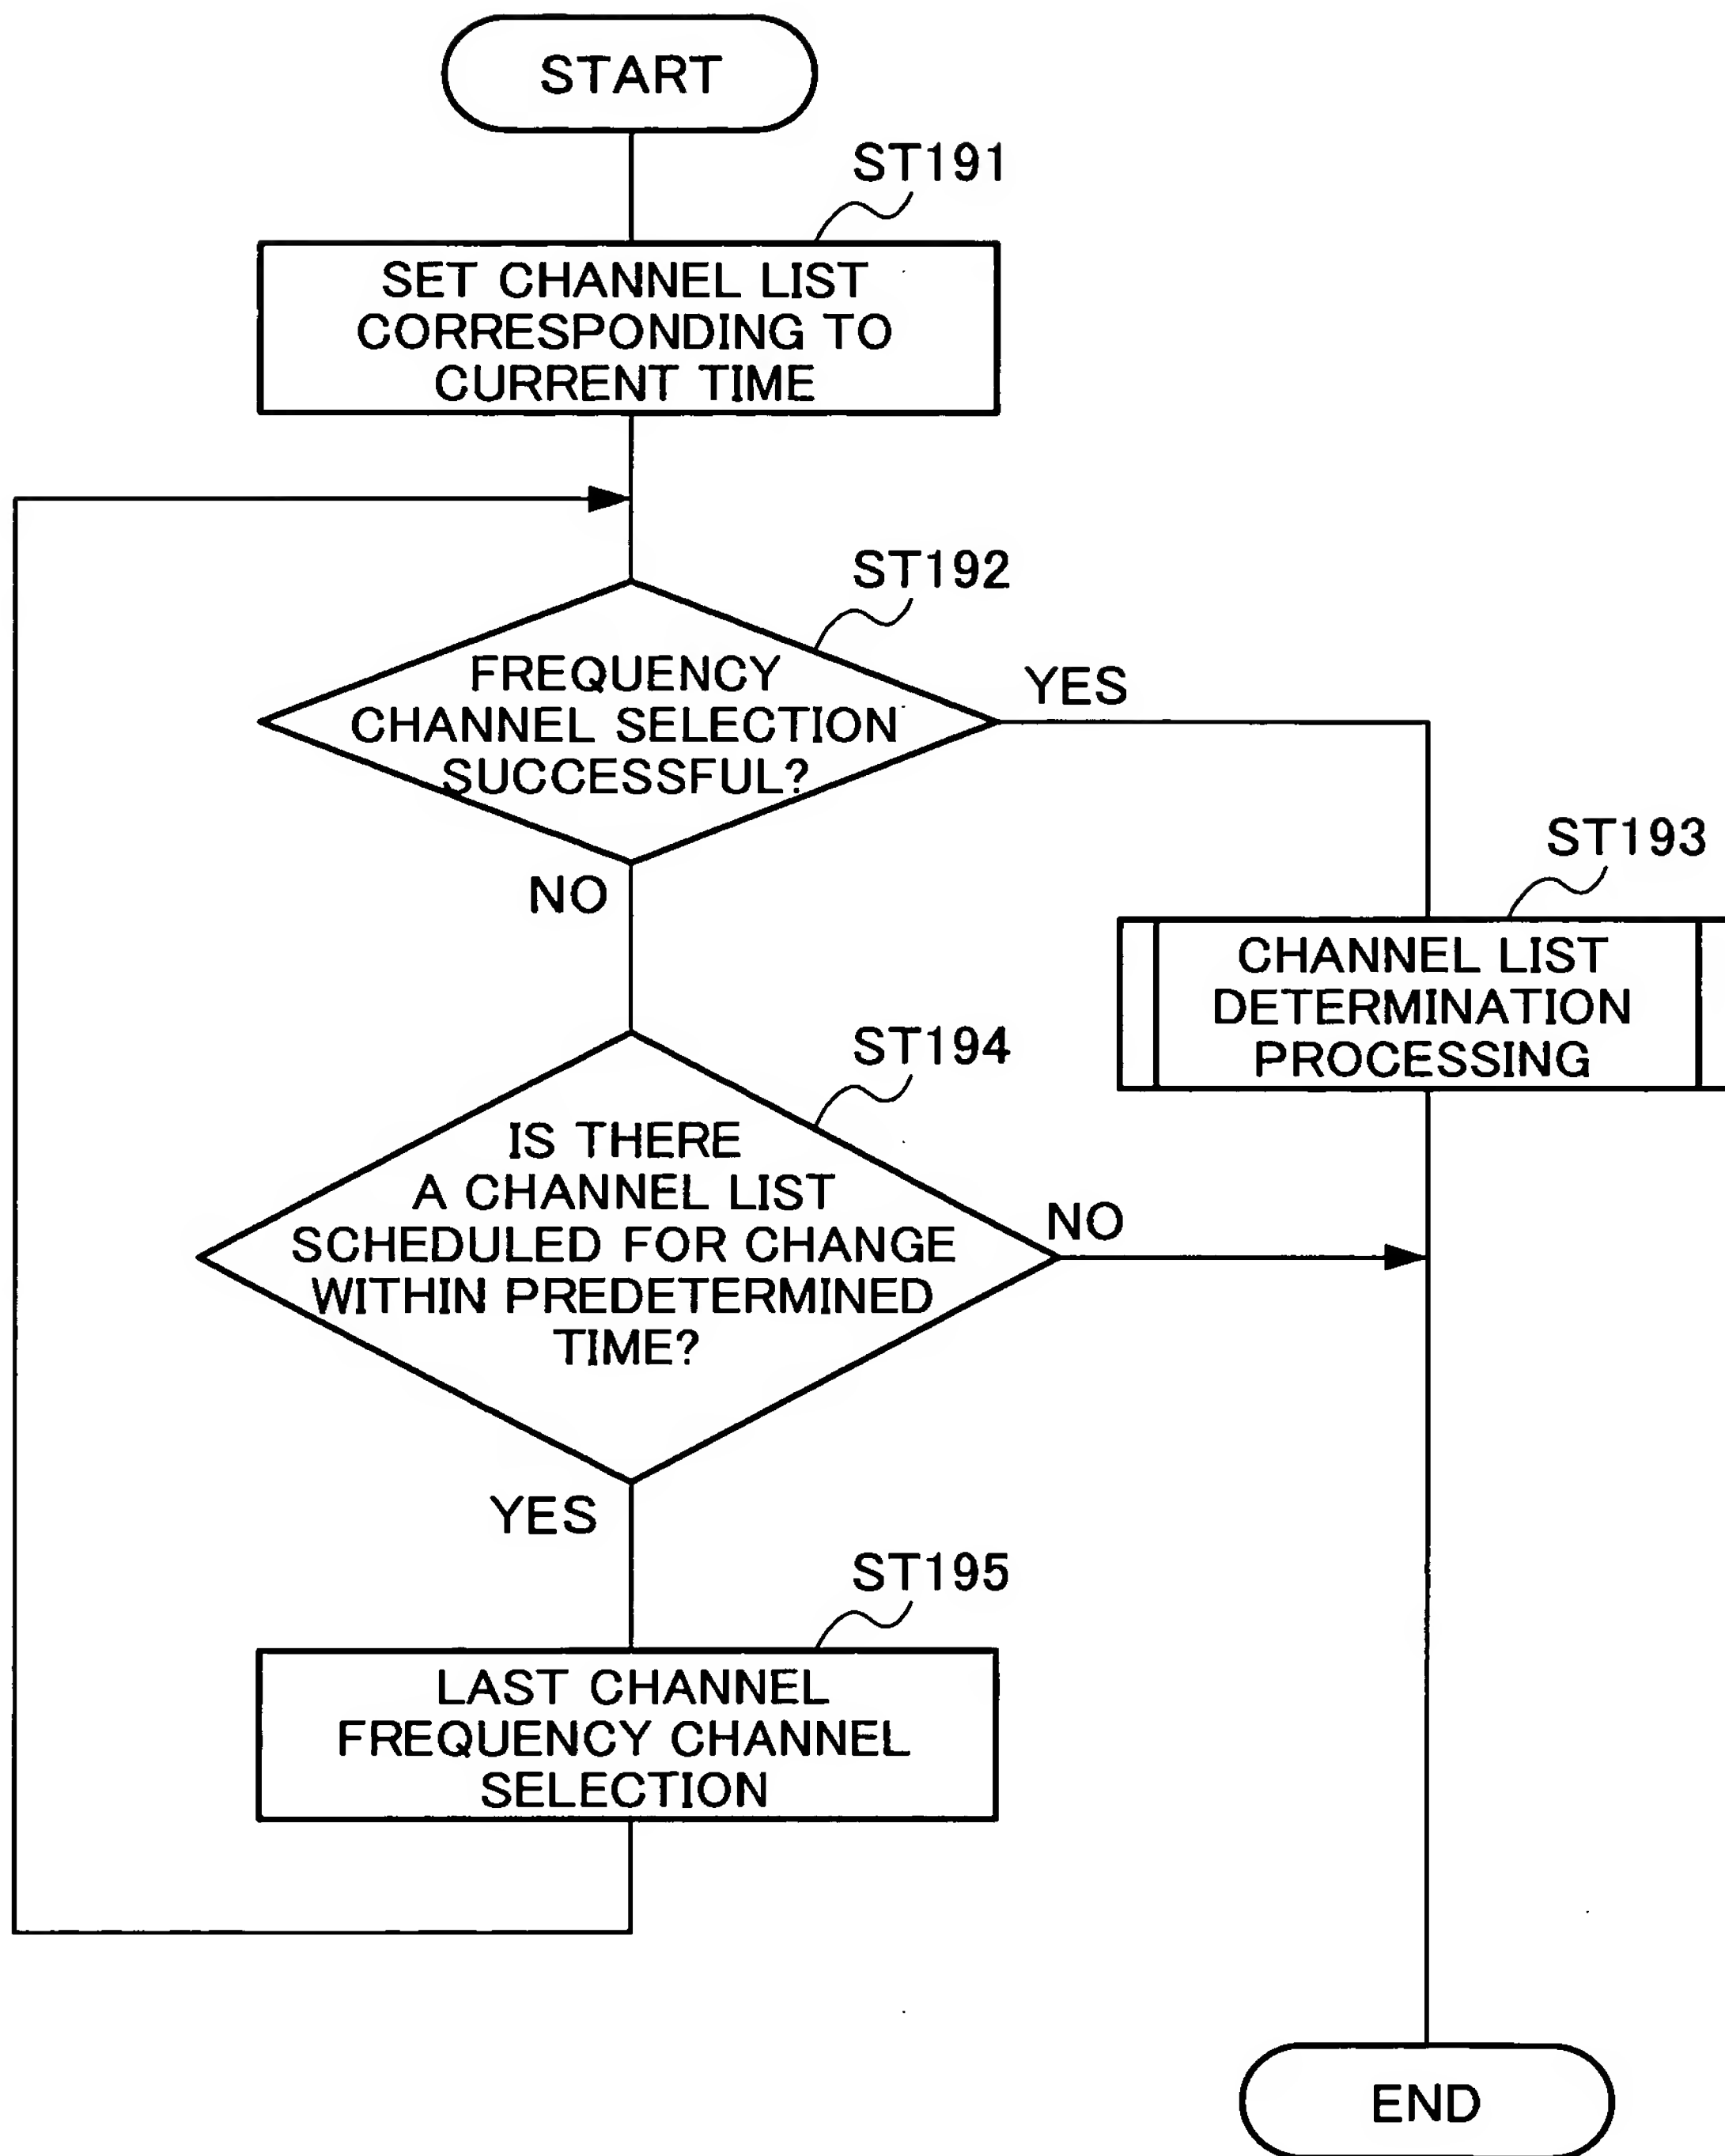 START
ST191
SET CHANNEL LIST
CORRESPONDING TO
CURRENT TIME
ST192
FREQUENCY
CHANNEL SELECTION
SUCCESSFUL?
YES
NO
ST193
CHANNEL LIST
DETERMINATION
PROCESSING
ST194
IS THERE
A CHANNEL LIST
SCHEDULED FOR CHANGE
WITHIN PREDETERMINED
TIME?
NO
YES
ST195
LAST CHANNEL
FREQUENCY CHANNEL
SELECTION
END